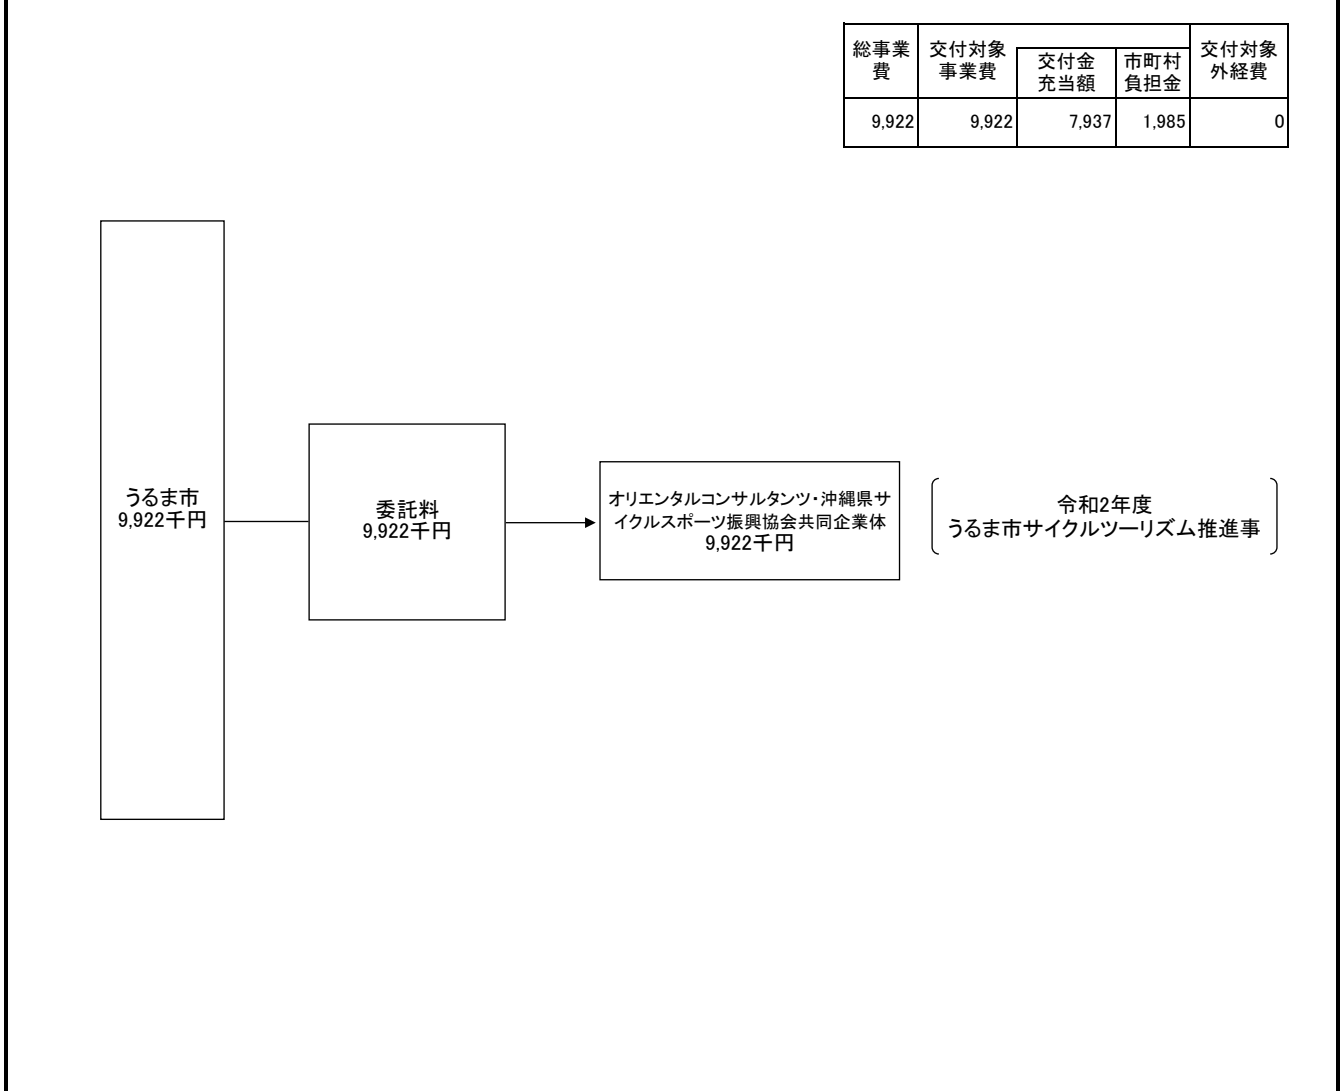 総事業費
交付対象事業費
交付金充当額
市町村負担金
交付対象外経費
9,922
9,922
7,937
1,985
0
うるま市
9,922千円
委託料
9,922千円
オリエンタルコンサルタンツ・沖縄県サ
イクルスポーツ振興協会共同企業体
9,922千円
令和2年度
うるま市サイクルツーリズム推進事